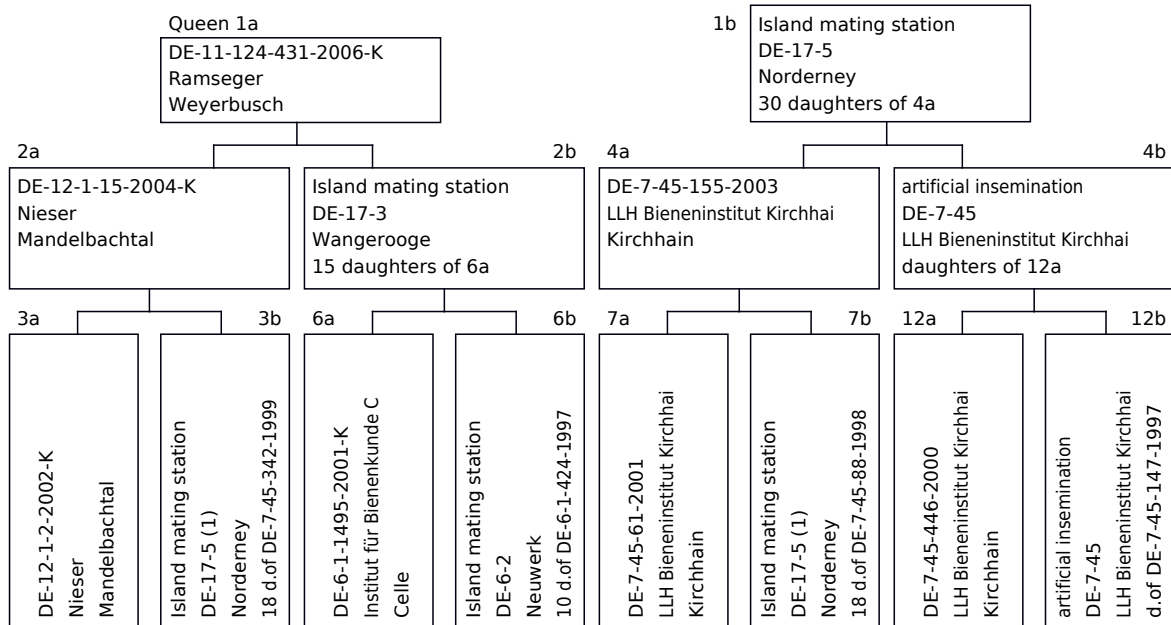 Queen 1a
DE-11-124-431-2006-K
Ramseger
Weyerbusch
1b
Island mating station
DE-17-5
Norderney
30 daughters of 4a
2a
DE-12-1-15-2004-K
Nieser
Mandelbachtal
2b
Island mating station
DE-17-3
Wangerooge
15 daughters of 6a
4a
DE-7-45-155-2003
LLH Bieneninstitut Kirchhai
Kirchhain
4b
artificial insemination
DE-7-45
LLH Bieneninstitut Kirchhai
daughters of 12a
3a
DE-12-1-2-2002-K
Nieser
Mandelbachtal
3b
Island mating station
DE-17-5 (1)
Norderney
18 d.of DE-7-45-342-1999
6a
DE-6-1-1495-2001-K
Institut für Bienenkunde C
Celle
6b
Island mating station
DE-6-2
Neuwerk
10 d.of DE-6-1-424-1997
7a
DE-7-45-61-2001
LLH Bieneninstitut Kirchhai
Kirchhain
7b
Island mating station
DE-17-5 (1)
Norderney
18 d.of DE-7-45-88-1998
12a
DE-7-45-446-2000
LLH Bieneninstitut Kirchhai
Kirchhain
12b
artificial insemination
DE-7-45
LLH Bieneninstitut Kirchhai
d.of DE-7-45-147-1997